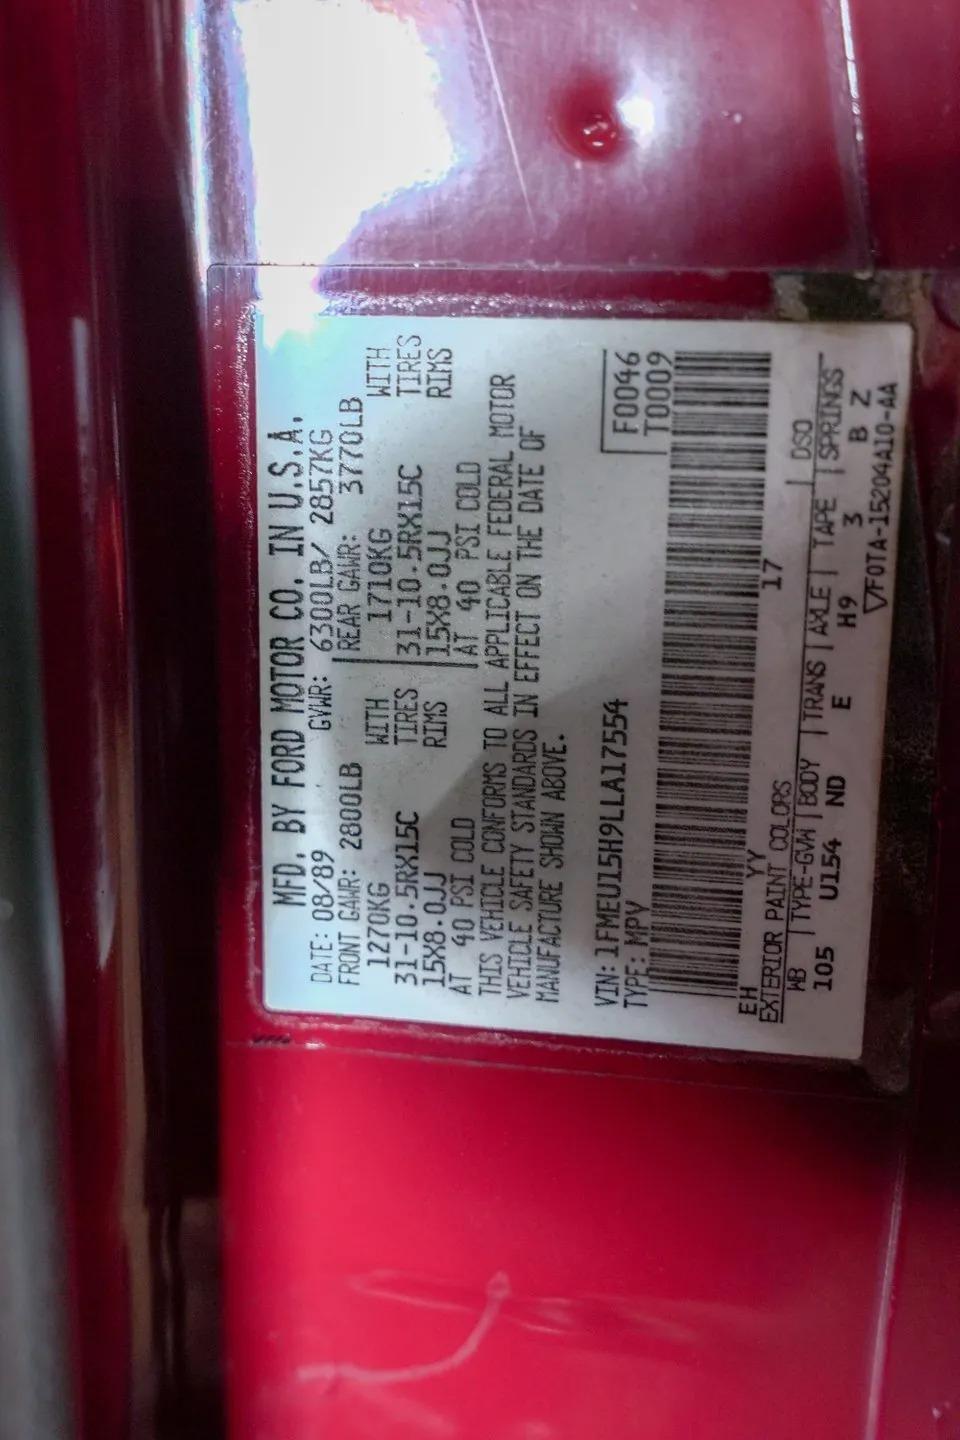 MFD. BY FORD MOTOR CO. IN U.S.A.
DATE: 08/89 GVWR: 6300LB/ 2857KG
FRONT GAWR: 2800LB REAR GAWR: 3770LB
1270KG WITH 1710KG WITH
31-10.5RX15C TIRES 31-10.5RX15C TIRES
15X8.0JJ RIMS 15X8.0JJ RIMS
AT 40 PSI COLD AT 40 PSI COLD
THIS VEHICLE CONFORMS TO ALL APPLICABLE FEDERAL MOTOR
VEHICLE SAFETY STANDARDS IN EFFECT ON THE DATE OF
MANUFACTURE SHOWN ABOVE.
VIN: 1FMEU15H9LLA17554 F0046
TYPE: MPV T0009
EH YY 17
EXTERIOR PAINT COLORS DSO
WB TYPE-GVW BODY TRANS AXLE TAPE SPRINGS
105 U154 ND E H9 3 B Z
▽F0TA-15204A10-AA